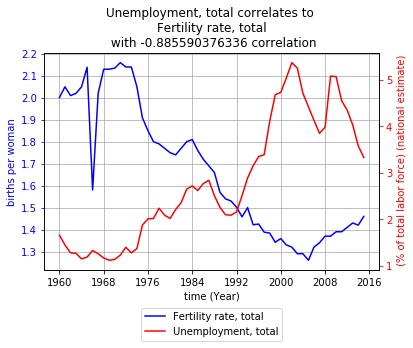 Unemployment, total correlates to
Fertility rate, total
with -0.885590376336 correlation
births per woman
2.2
2.1
2.0
1.9
1.8
1.7
1.6
1.5
1.4
1.3
5
4
3
2
1
(% of total labor force) (national estimate)
1960 1968 1976 1984 1992 2000 2008 2016
time (Year)
Fertility rate, total
Unemployment, total